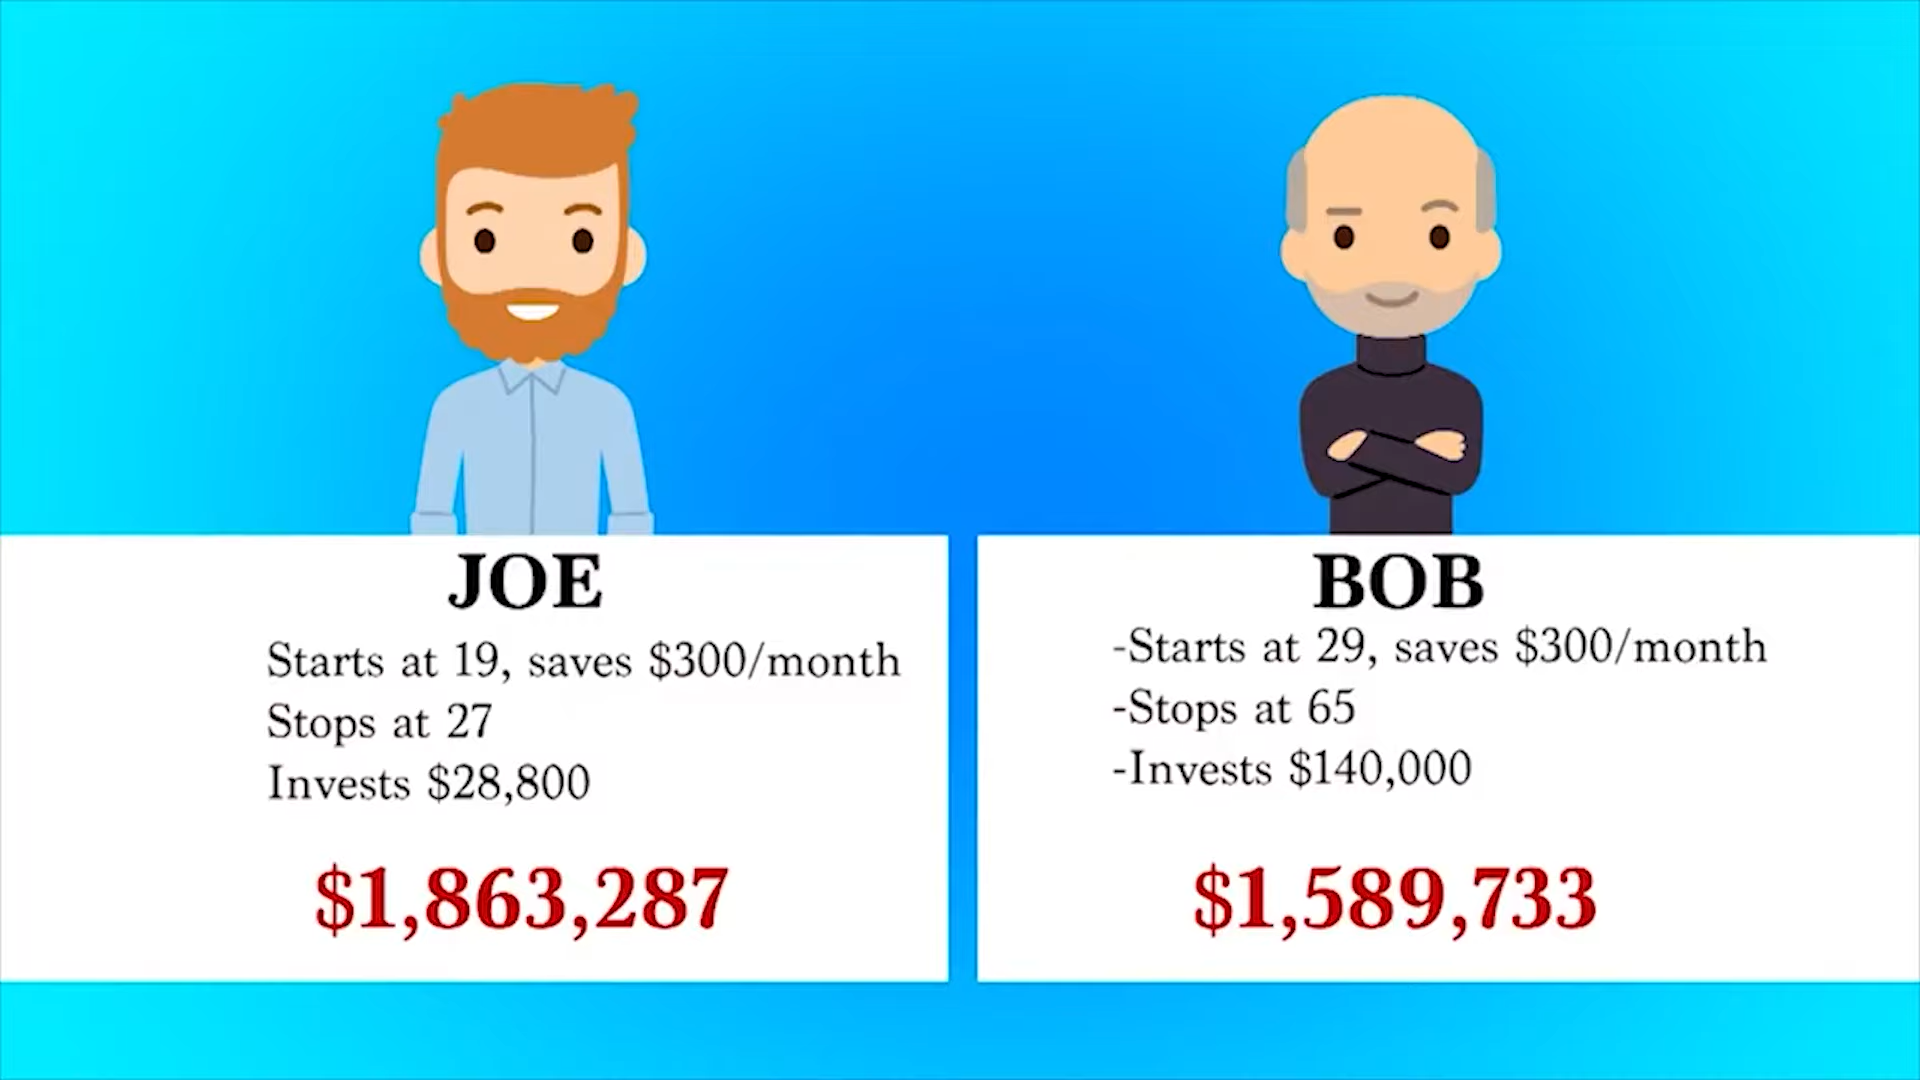 JOE
Starts at 19, saves $300/month
Stops at 27
Invests $28,800
$1,863,287
BOB
-Starts at 29, saves $300/month
-Stops at 65
-Invests $140,000
$1,589,733